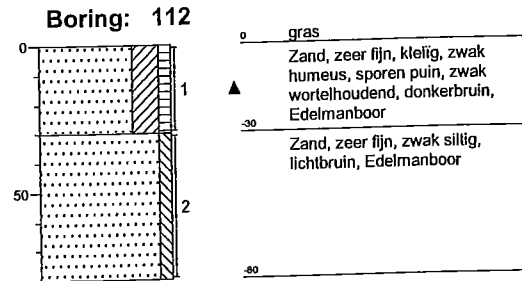 Boring: 112
0
gras
0
Zand, zeer fijn, kleïïg, zwak
humeus, sporen puin, zwak
wortelhoudend, donkerbruin,
Edelmanboor
1
-30
Zand, zeer fijn, zwak siltig,
lichtbruin, Edelmanboor
50
2
-80